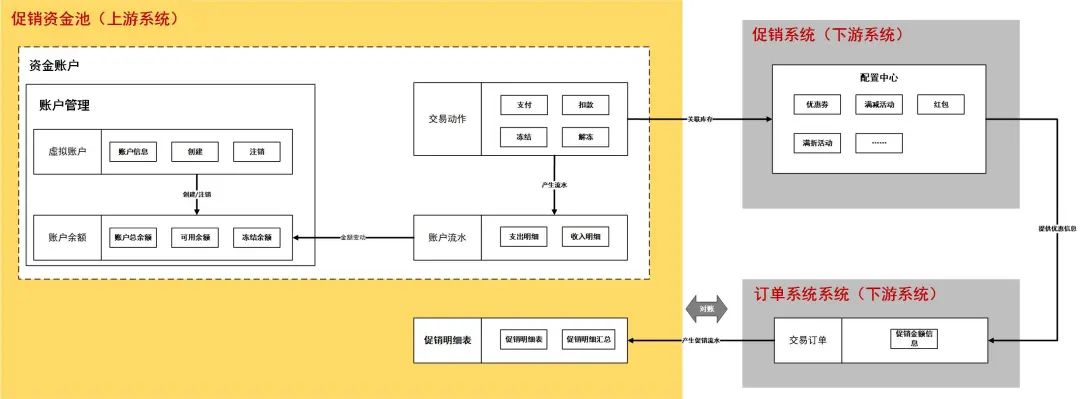 促销资金池（上游系统）
资金账户
账户管理
虚拟账户
账户信息
创建
注销
创建/注销
账户余额
账户总余额
可用余额
冻结余额
金额变动
交易动作
支付
扣款
冻结
解冻
产生流水
账户流水
支出明细
收入明细
关联库存
促销系统（下游系统）
配置中心
优惠券
满减活动
红包
满折活动
……
提供优惠信息
订单系统系统（下游系统）
对账
交易订单
促销金额信
息
产生促销流水
促销明细表
促销明细表
促销明细汇总